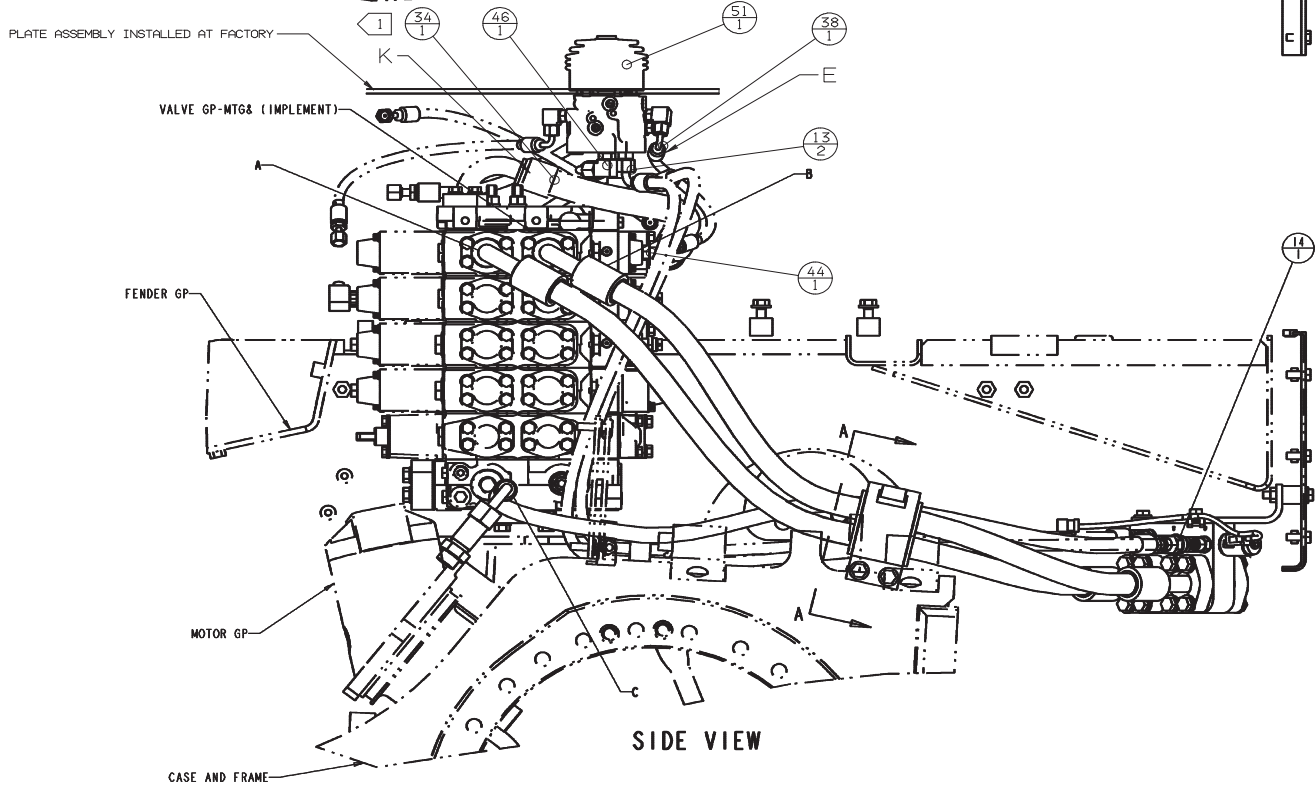 1
34
1
46
1
51
1
38
1
PLATE ASSEMBLY INSTALLED AT FACTORY
K
E
VALVE GP-MTG& (IMPLEMENT)
13
2
A
B
14
1
44
1
FENDER GP
A
A
MOTOR GP
C
SIDE VIEW
CASE AND FRAME